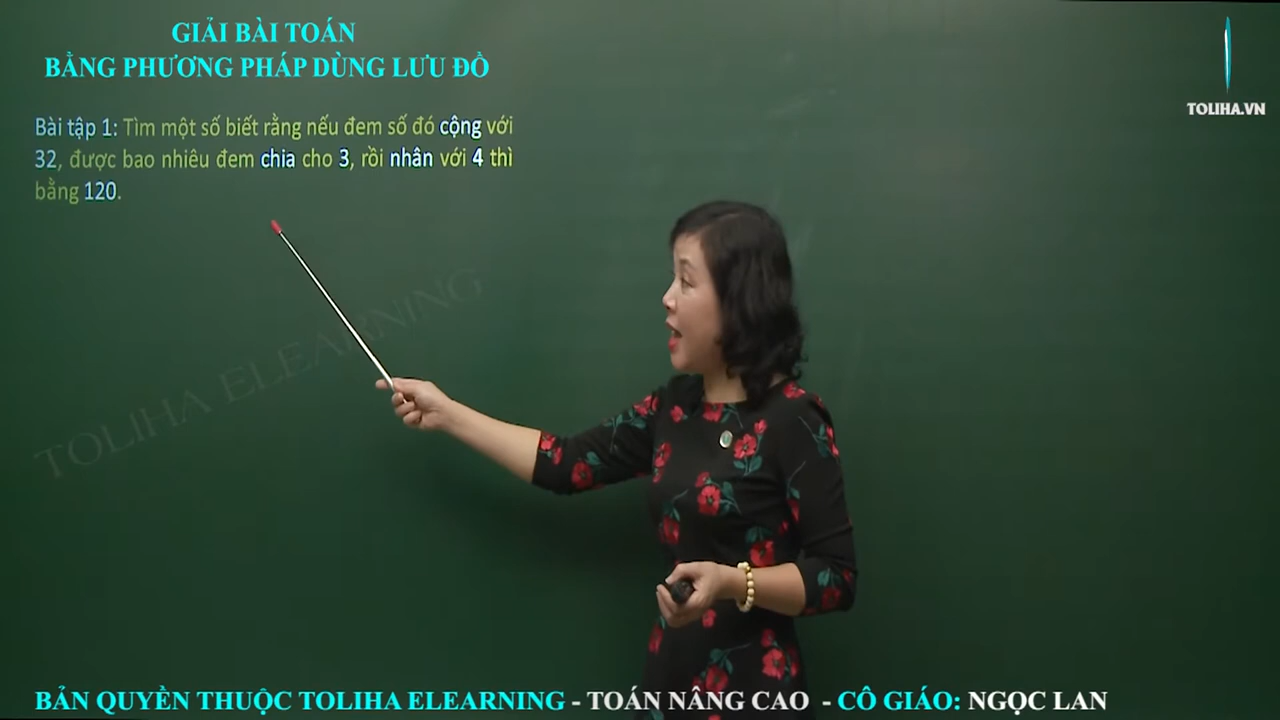 GIẢI BÀI TOÁN
BẰNG PHƯƠNG PHÁP DÙNG LƯU ĐỒ
TOLIHA.VN
Bài tập 1: Tìm một số biết rằng nếu đem số đó cộng với
32, được bao nhiêu đem chia cho 3, rồi nhân với 4 thì
bằng 120.
TOLIHA ELEARNING
BẢN QUYỀN THUỘC TOLIHA ELEARNING - TOÁN NÂNG CAO - CÔ GIÁO: NGỌC LAN